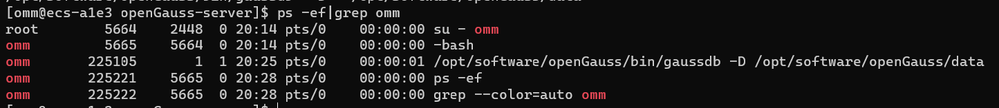 [omm@ecs-a1e3 openGauss-server]$ ps -ef|grep omm
root        5664    2448  0 20:14 pts/0    00:00:00 su - omm
omm         5665    5664  0 20:14 pts/0    00:00:00 -bash
omm       225105       1  1 20:25 pts/0    00:00:01 /opt/software/openGauss/bin/gaussdb -D /opt/software/openGauss/data
omm       225221    5665  0 20:28 pts/0    00:00:00 ps -ef
omm       225222    5665  0 20:28 pts/0    00:00:00 grep --color=auto omm